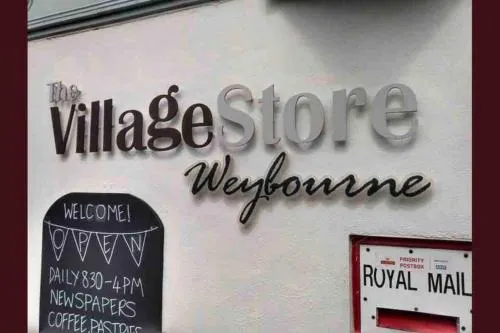 The
Village Store
Weybourne
WELCOME!
OPEN
DAILY 830-4PM
NEWSPAPERS
COFFEE, PASTRIES
PRIORITY
POSTBOX
ROYAL MAIL